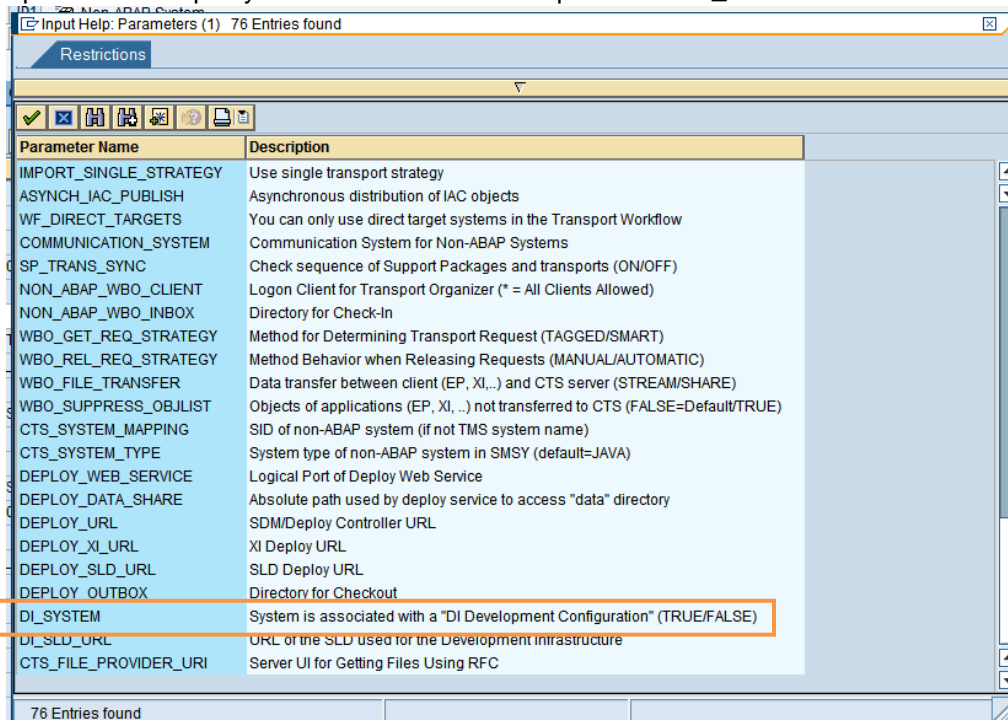 Input Help: Parameters (1) 76 Entries found
Restrictions
Parameter Name Description
IMPORT_SINGLE_STRATEGY Use single transport strategy
ASYNCH_IAC_PUBLISH Asynchronous distribution of IAC objects
WF_DIRECT_TARGETS You can only use direct target systems in the Transport Workflow
COMMUNICATION_SYSTEM Communication System for Non-ABAP Systems
SP_TRANS_SYNC Check sequence of Support Packages and transports (ON/OFF)
NON_ABAP_WBO_CLIENT Logon Client for Transport Organizer (* = All Clients Allowed)
NON_ABAP_WBO_INBOX Directory for Check-In
WBO_GET_REQ_STRATEGY Method for Determining Transport Request (TAGGED/SMART)
WBO_REL_REQ_STRATEGY Method Behavior when Releasing Requests (MANUAL/AUTOMATIC)
WBO_FILE_TRANSFER Data transfer between client (EP, XI,..) and CTS server (STREAM/SHARE)
WBO_SUPPRESS_OBJLIST Objects of applications (EP, XI, ..) not transferred to CTS (FALSE=Default/TRUE)
CTS_SYSTEM_MAPPING SID of non-ABAP system (if not TMS system name)
CTS_SYSTEM_TYPE System type of non-ABAP system in SMSY (default=JAVA)
DEPLOY_WEB_SERVICE Logical Port of Deploy Web Service
DEPLOY_DATA_SHARE Absolute path used by deploy service to access "data" directory
DEPLOY_URL SDM/Deploy Controller URL
DEPLOY_XI_URL XI Deploy URL
DEPLOY_SLD_URL SLD Deploy URL
DEPLOY_OUTBOX Directory for Checkout
DI_SYSTEM System is associated with a "DI Development Configuration" (TRUE/FALSE)
DI_SLD_URL URL of the SLD used for the Development Infrastructure
CTS_FILE_PROVIDER_URI Server UI for Getting Files Using RFC
76 Entries found